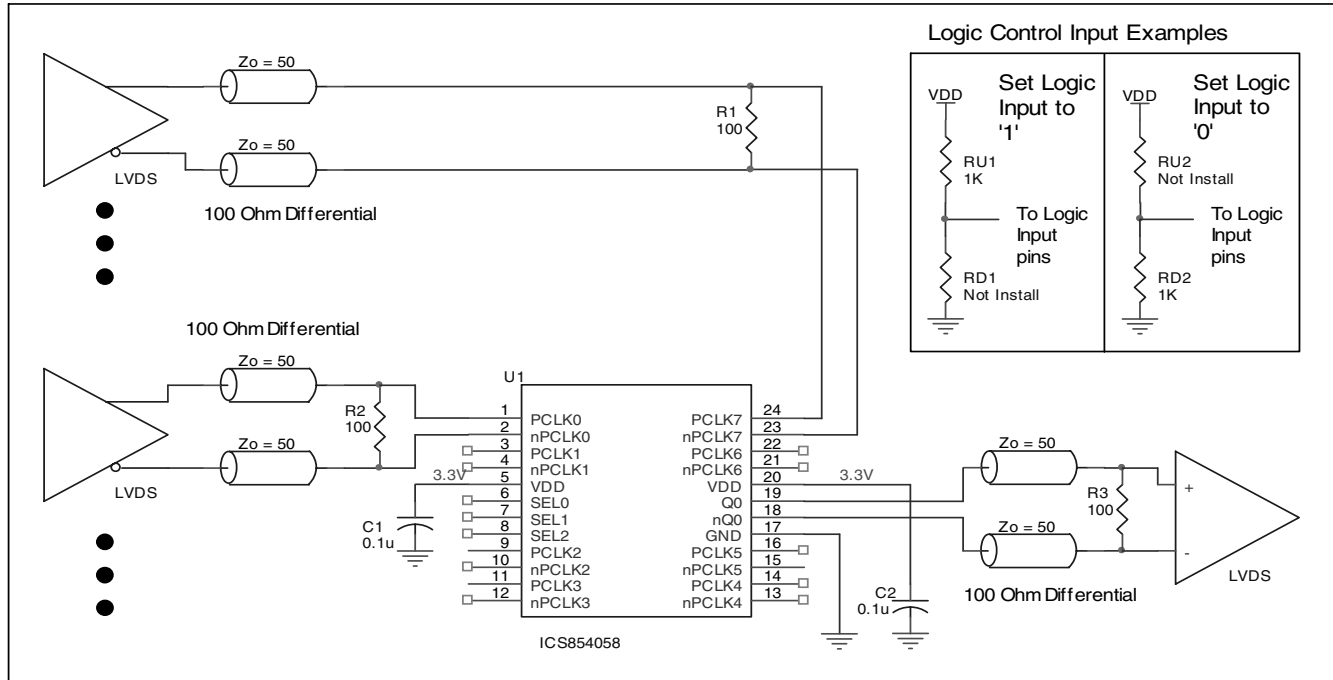 Zo = 50
R1
100
Zo = 50
LVDS
100 Ohm Differential
Logic Control Input Examples
VDD
Set Logic
Input to
'1'
RU1
1K
To Logic
Input
pins
RD1
Not Install
VDD
Set Logic
Input to
'0'
RU2
Not Install
To Logic
Input
pins
RD2
1K
100 Ohm Differential
Zo = 50
R2
100
Zo = 50
LVDS
3.3V
C1
0.1u
U1
1 PCLK0
2 nPCLK0
3 PCLK1
4 nPCLK1
5 VDD
6 SEL0
7 SEL1
8 SEL2
9 PCLK2
10 nPCLK2
11 PCLK3
12 nPCLK3
PCLK7 24
nPCLK7 23
PCLK6 22
nPCLK6 21
VDD 20
Q0 19
nQ0 18
GND 17
PCLK5 16
nPCLK5 15
PCLK4 14
nPCLK4 13
ICS854058
3.3V
C2
0.1u
Zo = 50
R3
100
Zo = 50
+
-
LVDS
100 Ohm Differential